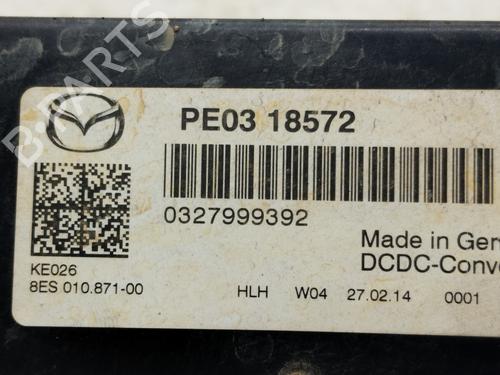 B-PARTS
PE03 18572
0327999392
Made in Ger
DCDC-Conve
KE026
8ES 010.871-00
HLH W04 27.02.14 0001